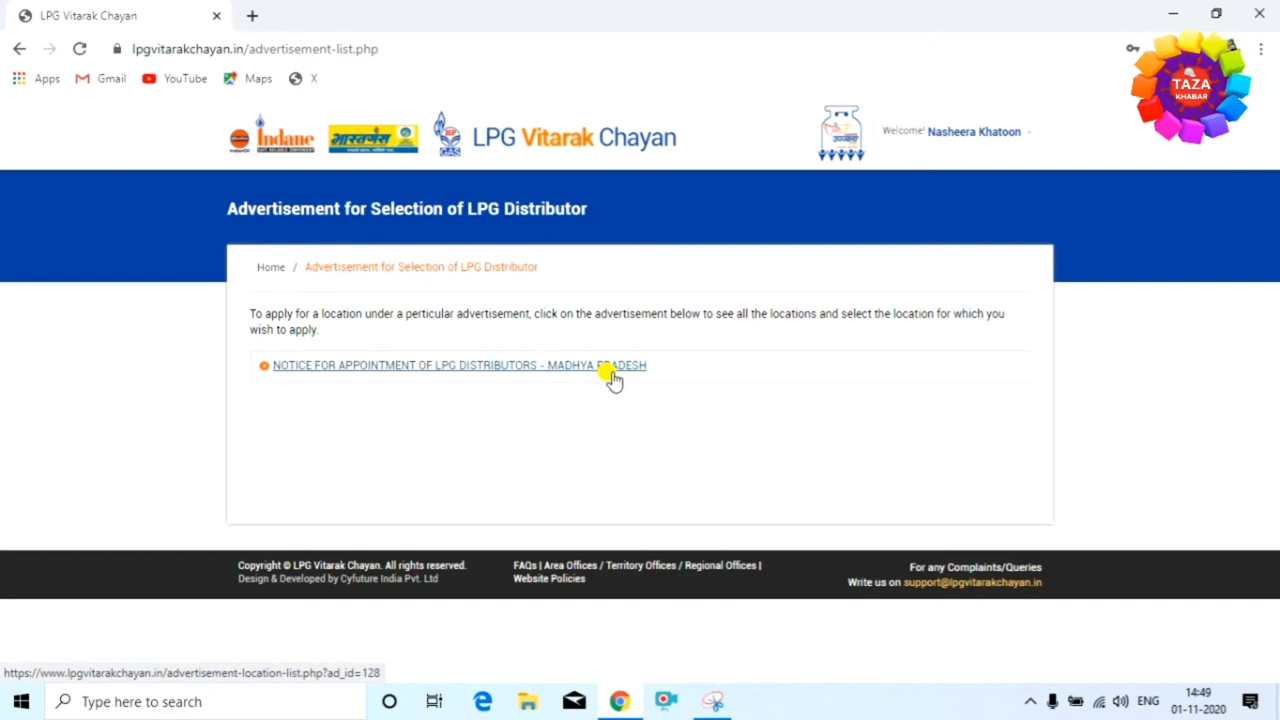 LPG Vitarak Chayan
lpgvitarakchayan.in/advertisement-list.php
Apps Gmail YouTube Maps X
TAZA
KHABAR
IndianOil Indane भारतगैस GAS LPG Vitarak Chayan Welcome! Nasheera Khatoon
Advertisement for Selection of LPG Distributor
Home / Advertisement for Selection of LPG Distributor
To apply for a location under a perticular advertisement, click on the advertisement below to see all the locations and select the location for which you
wish to apply.
NOTICE FOR APPOINTMENT OF LPG DISTRIBUTORS - MADHYA PRADESH
Copyright © LPG Vitarak Chayan. All rights reserved.
Design & Developed by Cyfuture India Pvt. Ltd
FAQs | Area Offices / Territory Offices / Regional Offices |
Website Policies
For any Complaints/Queries
Write us on support@lpgvitarakchayan.in
https://www.lpgvitarakchayan.in/advertisement-location-list.php?ad_id=128
Type here to search
ENG
14:49
01-11-2020